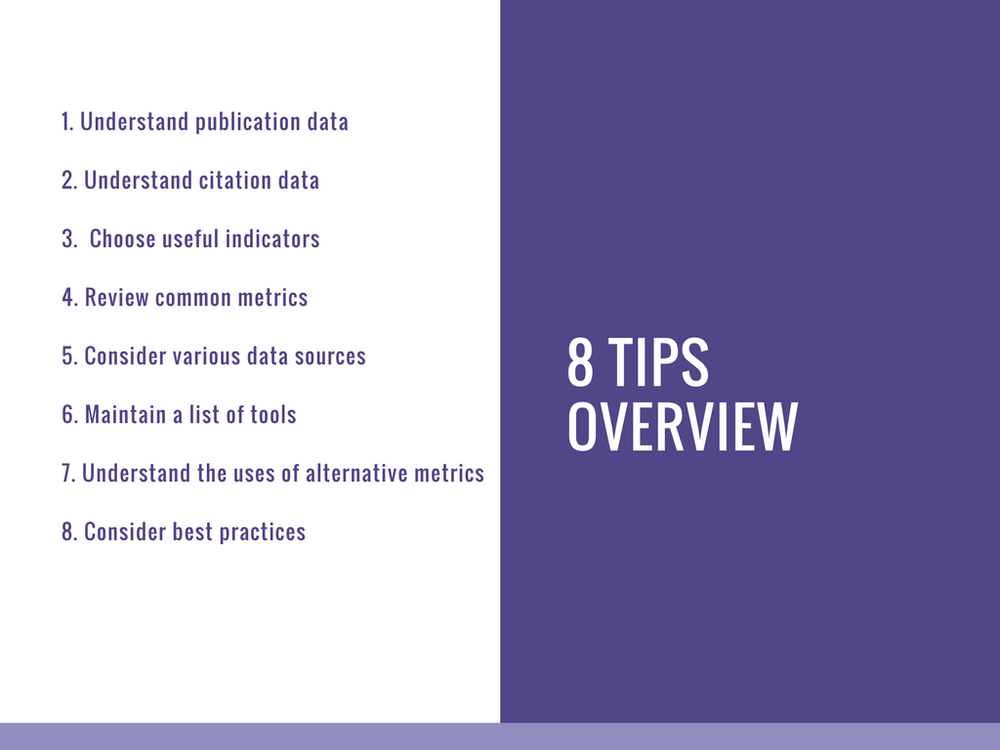 1. Understand publication data
2. Understand citation data
3.  Choose useful indicators
4. Review common metrics
5. Consider various data sources
6. Maintain a list of tools
7. Understand the uses of alternative metrics
8. Consider best practices
8 TIPS
OVERVIEW